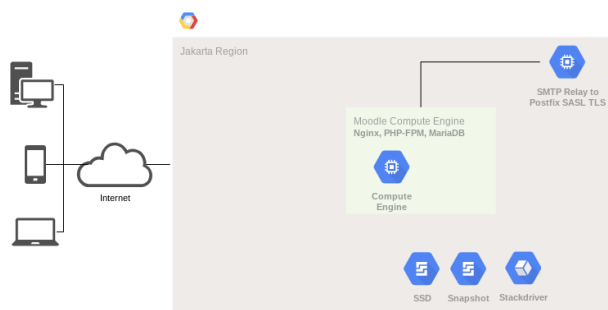 Jakarta Region
SMTP Relay to
Postfix SASL TLS
Moodle Compute Engine
Nginx, PHP-FPM, MariaDB
Compute
Engine
Internet
SSD
Snapshot
Stackdriver